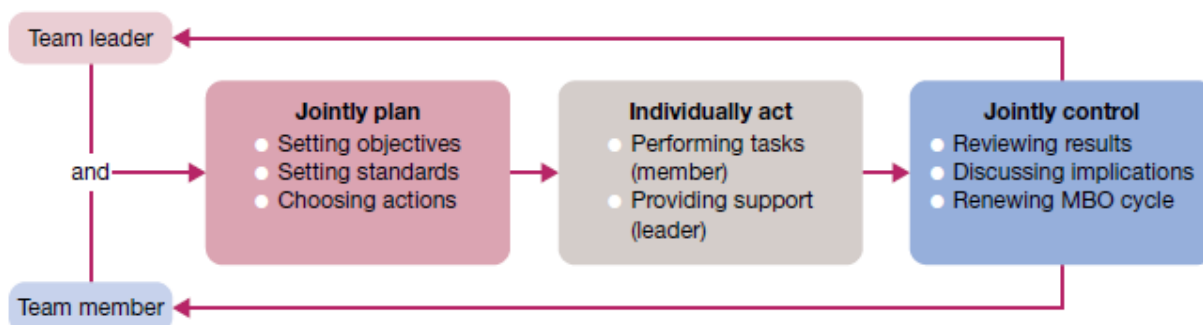 Team leader
and
Team member
Jointly plan
● Setting objectives
● Setting standards
● Choosing actions
Individually act
● Performing tasks
(member)
● Providing support
(leader)
Jointly control
● Reviewing results
● Discussing implications
● Renewing MBO cycle